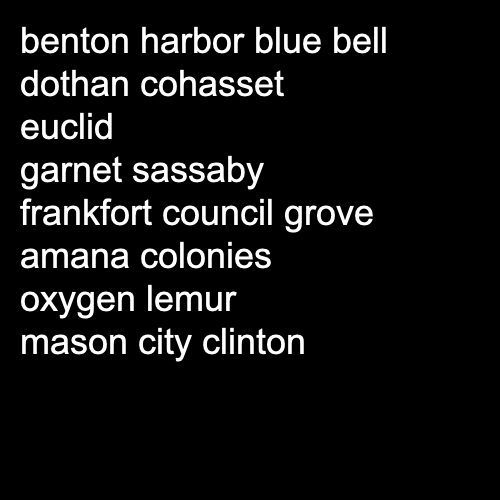 benton harbor blue bell
dothan cohasset
euclid
garnet sassaby
frankfort council grove
amana colonies
oxygen lemur
mason city clinton